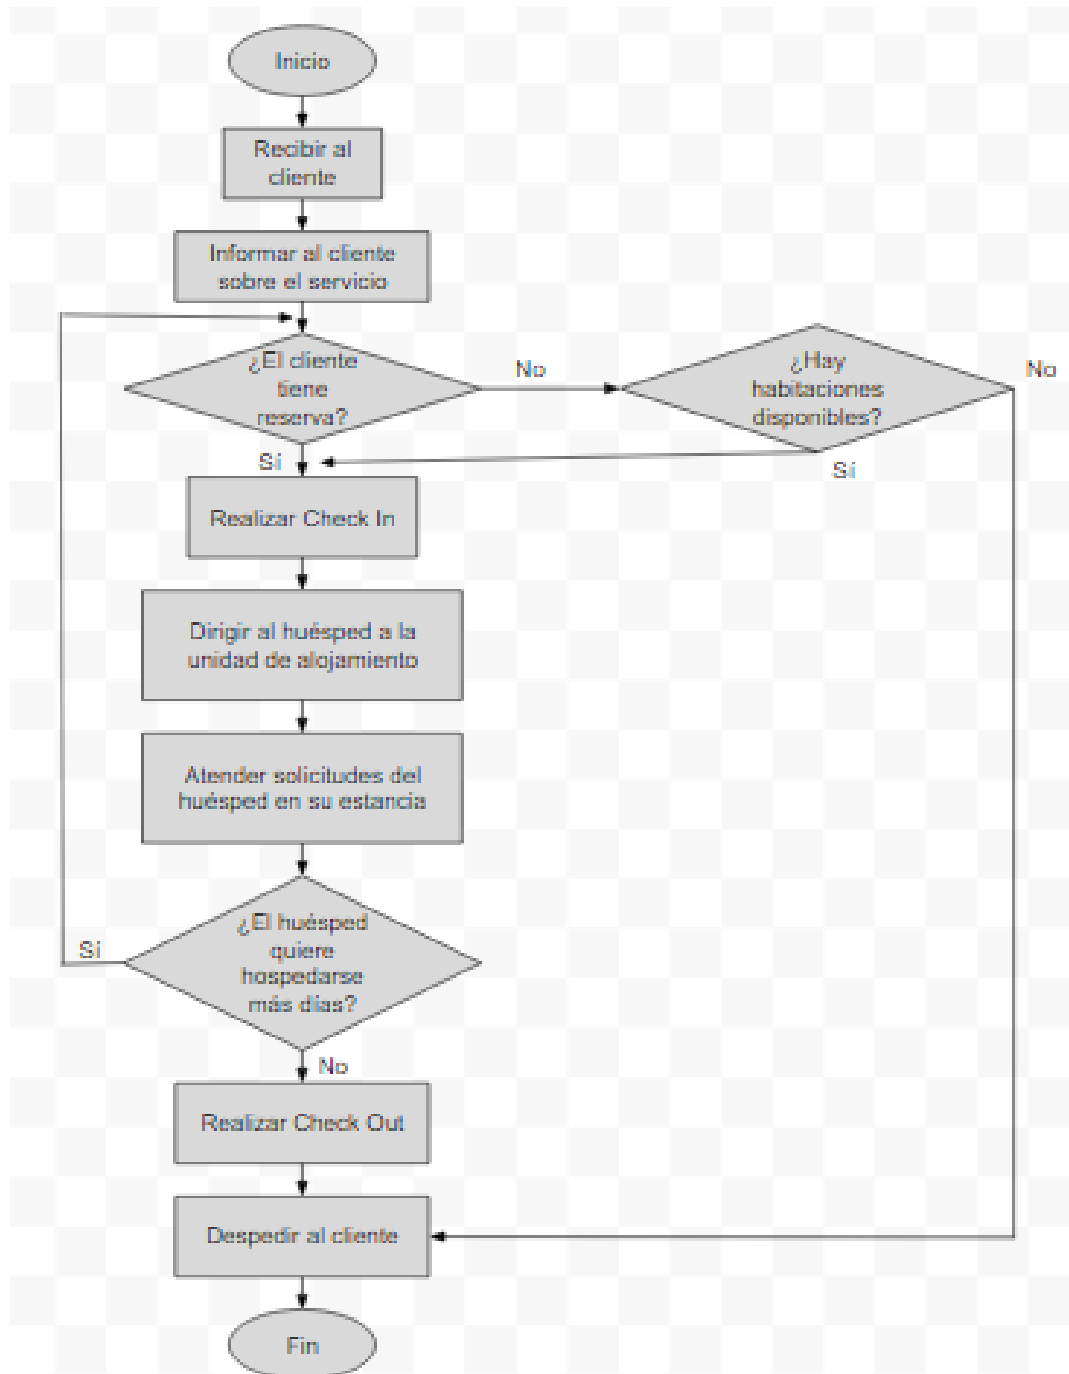 Inicio
Recibir al
cliente
Informar al cliente
sobre el servicio
¿El cliente
tiene
reserva?
No
¿Hay
habitaciones
disponibles?
No
Sí
Sí
Realizar Check In
Dirigir al huésped a la
unidad de alojamiento
Atender solicitudes del
huésped en su estancia
¿El huésped
quiere
hospedarse
más días?
Sí
No
Realizar Check Out
Despedir al cliente
Fin